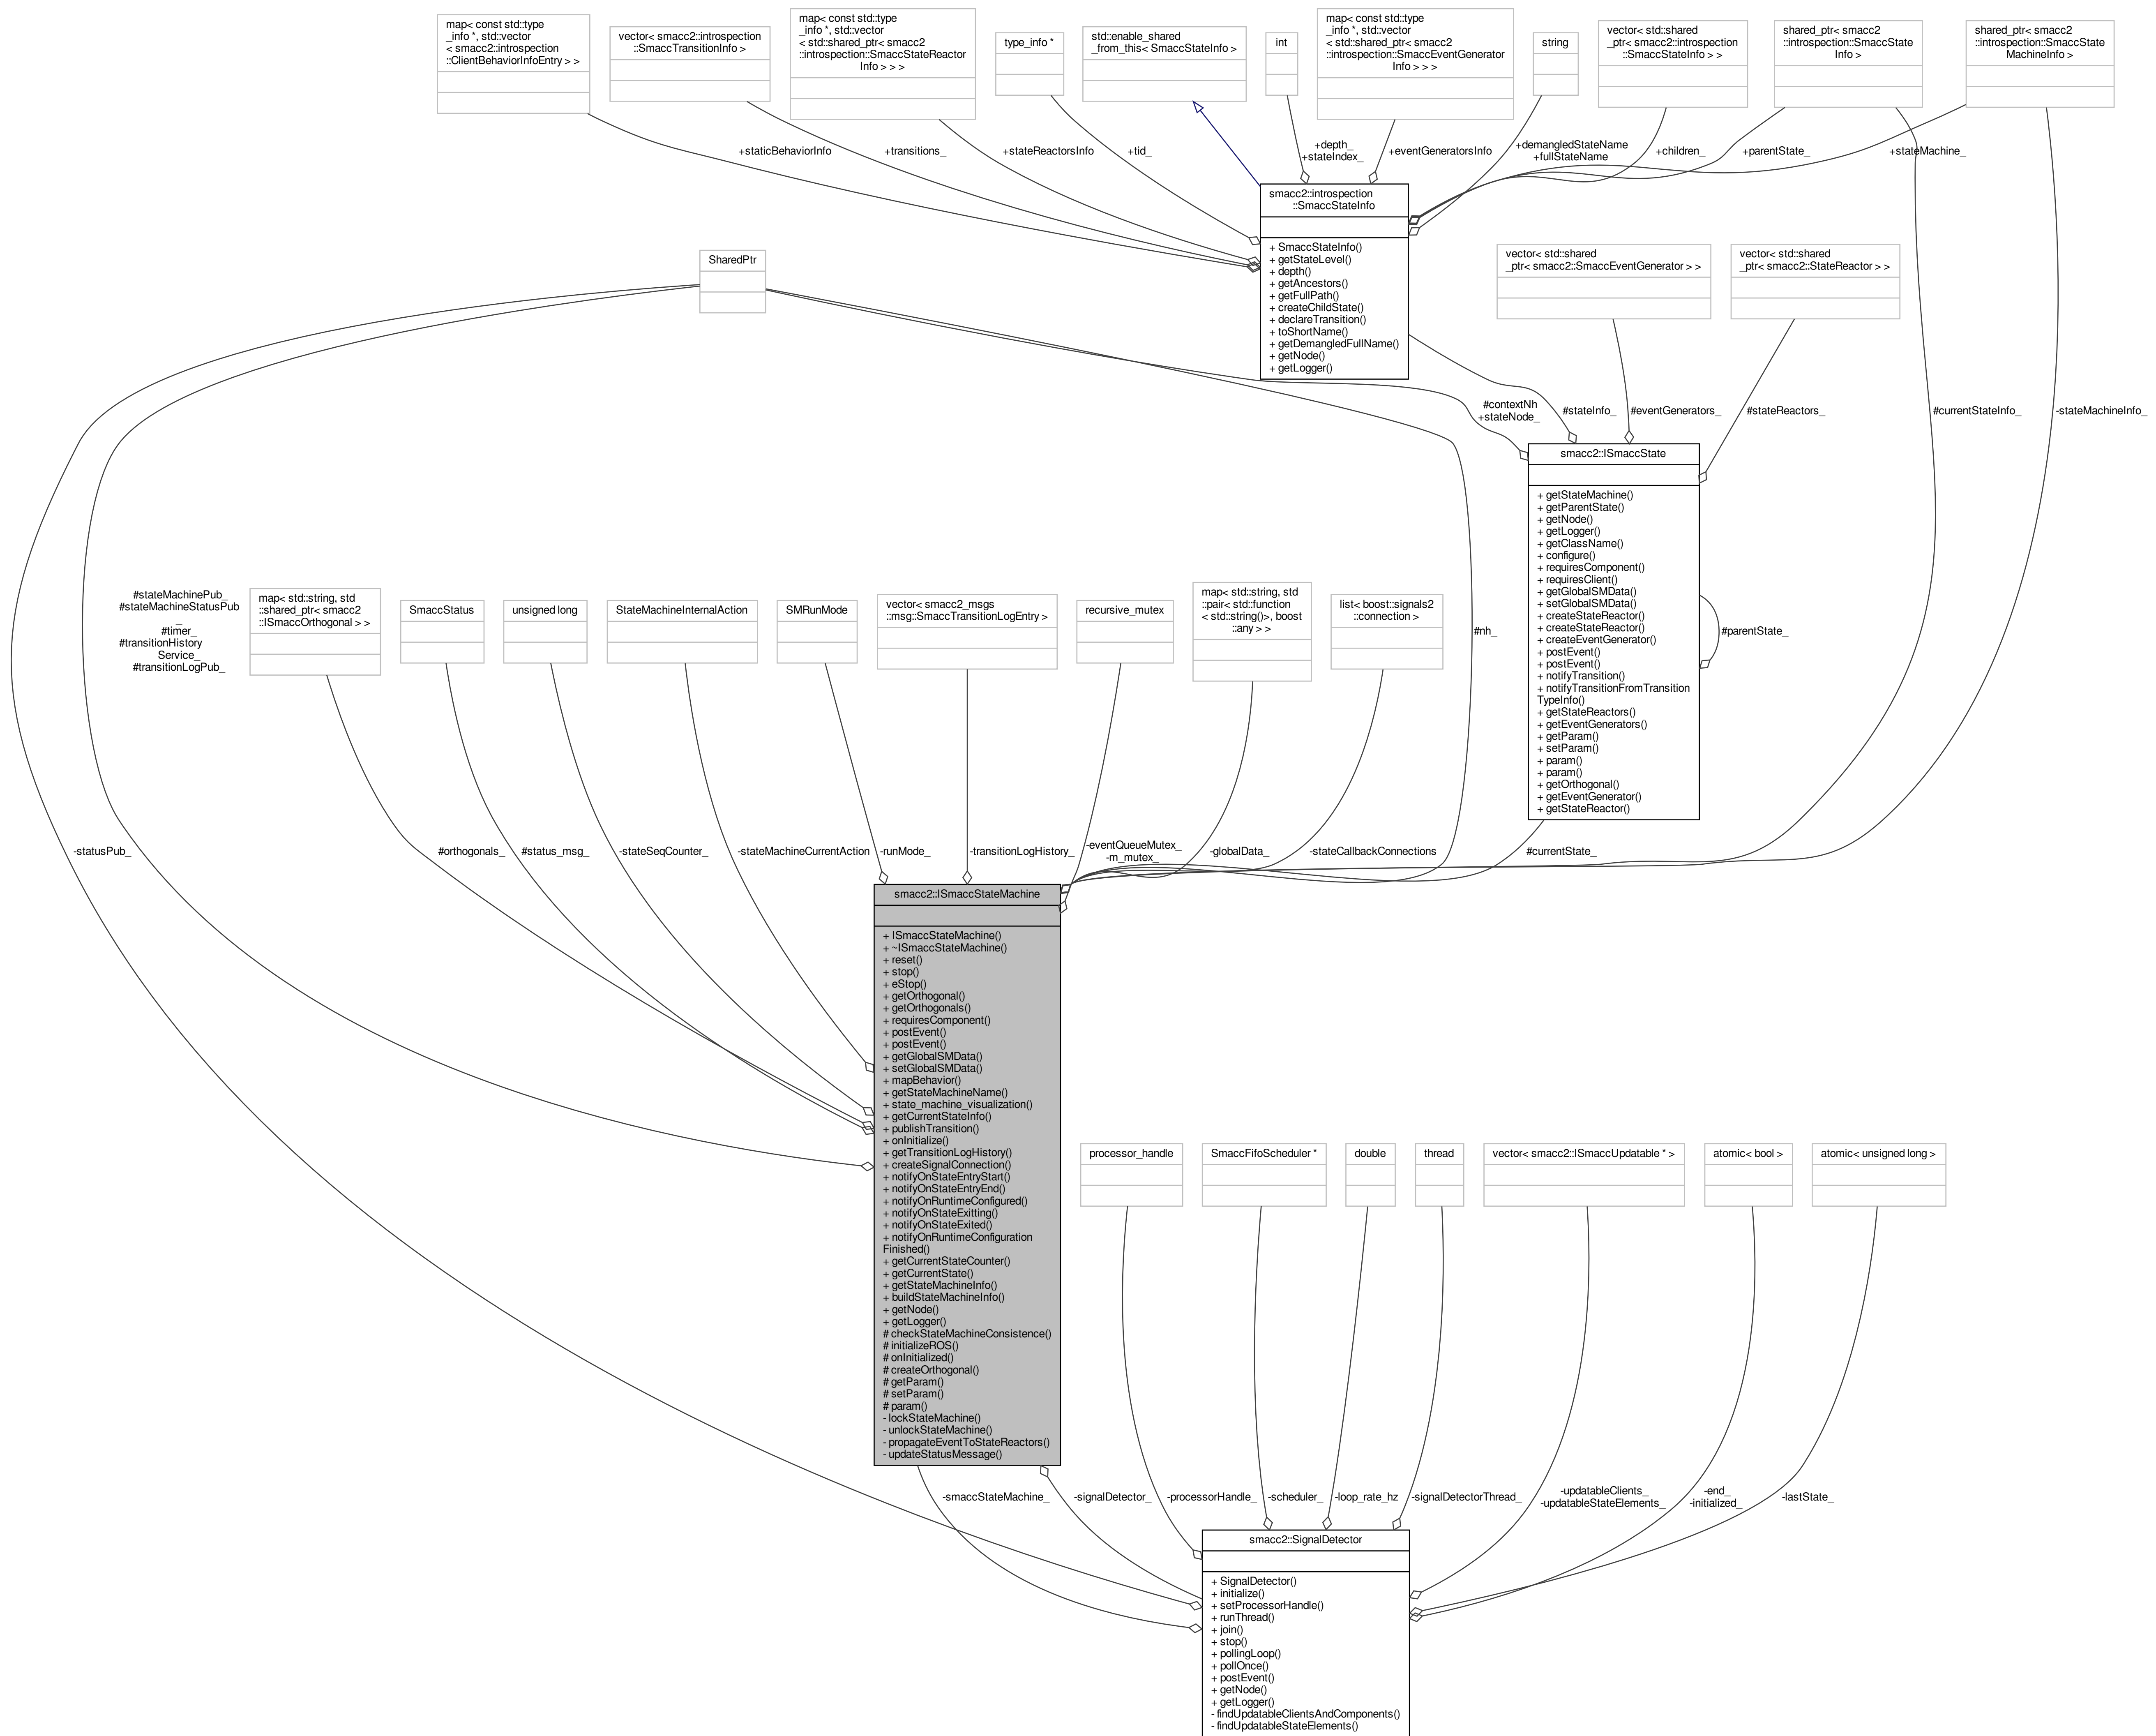 map< const std::type
_info *, std::vector
< smacc2::introspection
::ClientBehaviorInfoEntry > >
vector< smacc2::introspection
::SmaccTransitionInfo >
map< const std::type
_info *, std::vector
< std::shared_ptr< smacc2
::introspection::SmaccStateReactor
Info > > >
type_info *
std::enable_shared
_from_this< SmaccStateInfo >
int
map< const std::type
_info *, std::vector
< std::shared_ptr< smacc2
::introspection::SmaccEventGenerator
Info > > >
string
vector< std::shared
_ptr< smacc2::introspection
::SmaccStateInfo > >
shared_ptr< smacc2
::introspection::SmaccState
Info >
shared_ptr< smacc2
::introspection::SmaccState
MachineInfo >
+staticBehaviorInfo
+transitions_
+stateReactorsInfo
+tid_
+depth_
+stateIndex_
+eventGeneratorsInfo
+demangledStateName
+fullStateName
+children_
+parentState_
+stateMachine_
smacc2::introspection
::SmaccStateInfo
+ SmaccStateInfo()
+ getStateLevel()
+ depth()
+ getAncestors()
+ getFullPath()
+ createChildState()
+ declareTransition()
+ toShortName()
+ getDemangledFullName()
+ getNode()
+ getLogger()
SharedPtr
vector< std::shared
_ptr< smacc2::SmaccEventGenerator > >
vector< std::shared
_ptr< smacc2::StateReactor > >
#contextNh
+stateNode_
#stateInfo_
#eventGenerators_
#stateReactors_
#currentStateInfo_
-stateMachineInfo_
smacc2::ISmaccState
+ getStateMachine()
+ getParentState()
+ getNode()
+ getLogger()
+ getClassName()
+ configure()
+ requiresComponent()
+ requiresClient()
+ getGlobalSMData()
+ setGlobalSMData()
+ createStateReactor()
+ createStateReactor()
+ createEventGenerator()
+ postEvent()
+ postEvent()
+ notifyTransition()
+ notifyTransitionFromTransition
TypeInfo()
+ getStateReactors()
+ getEventGenerators()
+ getParam()
+ setParam()
+ param()
+ param()
+ getOrthogonal()
+ getEventGenerator()
+ getStateReactor()
#parentState_
#stateMachinePub_
#stateMachineStatusPub
_
#timer_
#transitionHistory
Service_
#transitionLogPub_
map< std::string, std
::shared_ptr< smacc2
::ISmaccOrthogonal > >
SmaccStatus
unsigned long
StateMachineInternalAction
SMRunMode
vector< smacc2_msgs
::msg::SmaccTransitionLogEntry >
recursive_mutex
map< std::string, std
::pair< std::function
< std::string()>, boost
::any > >
list< boost::signals2
::connection >
#nh_
-statusPub_
#orthogonals_
#status_msg_
-stateSeqCounter_
-stateMachineCurrentAction
-runMode_
-transitionLogHistory_
-eventQueueMutex_
-m_mutex_
-globalData_
-stateCallbackConnections
#currentState_
smacc2::ISmaccStateMachine
+ ISmaccStateMachine()
+ ~ISmaccStateMachine()
+ reset()
+ stop()
+ eStop()
+ getOrthogonal()
+ getOrthogonals()
+ requiresComponent()
+ postEvent()
+ postEvent()
+ getGlobalSMData()
+ setGlobalSMData()
+ mapBehavior()
+ getStateMachineName()
+ state_machine_visualization()
+ getCurrentStateInfo()
+ publishTransition()
+ onInitialize()
+ getTransitionLogHistory()
+ createSignalConnection()
+ notifyOnStateEntryStart()
+ notifyOnStateEntryEnd()
+ notifyOnRuntimeConfigured()
+ notifyOnStateExitting()
+ notifyOnStateExited()
+ notifyOnRuntimeConfiguration
Finished()
+ getCurrentStateCounter()
+ getCurrentState()
+ getStateMachineInfo()
+ buildStateMachineInfo()
+ getNode()
+ getLogger()
# checkStateMachineConsistence()
# initializeROS()
# onInitialized()
# createOrthogonal()
# getParam()
# setParam()
# param()
- lockStateMachine()
- unlockStateMachine()
- propagateEventToStateReactors()
- updateStatusMessage()
processor_handle
SmaccFifoScheduler *
double
thread
vector< smacc2::ISmaccUpdatable * >
atomic< bool >
atomic< unsigned long >
-smaccStateMachine_
-signalDetector_
-processorHandle_
-scheduler_
-loop_rate_hz
-signalDetectorThread_
-updatableClients_
-updatableStateElements_
-end_
-initialized_
-lastState_
smacc2::SignalDetector
+ SignalDetector()
+ initialize()
+ setProcessorHandle()
+ runThread()
+ join()
+ stop()
+ pollingLoop()
+ pollOnce()
+ postEvent()
+ getNode()
+ getLogger()
- findUpdatableClientsAndComponents()
- findUpdatableStateElements()